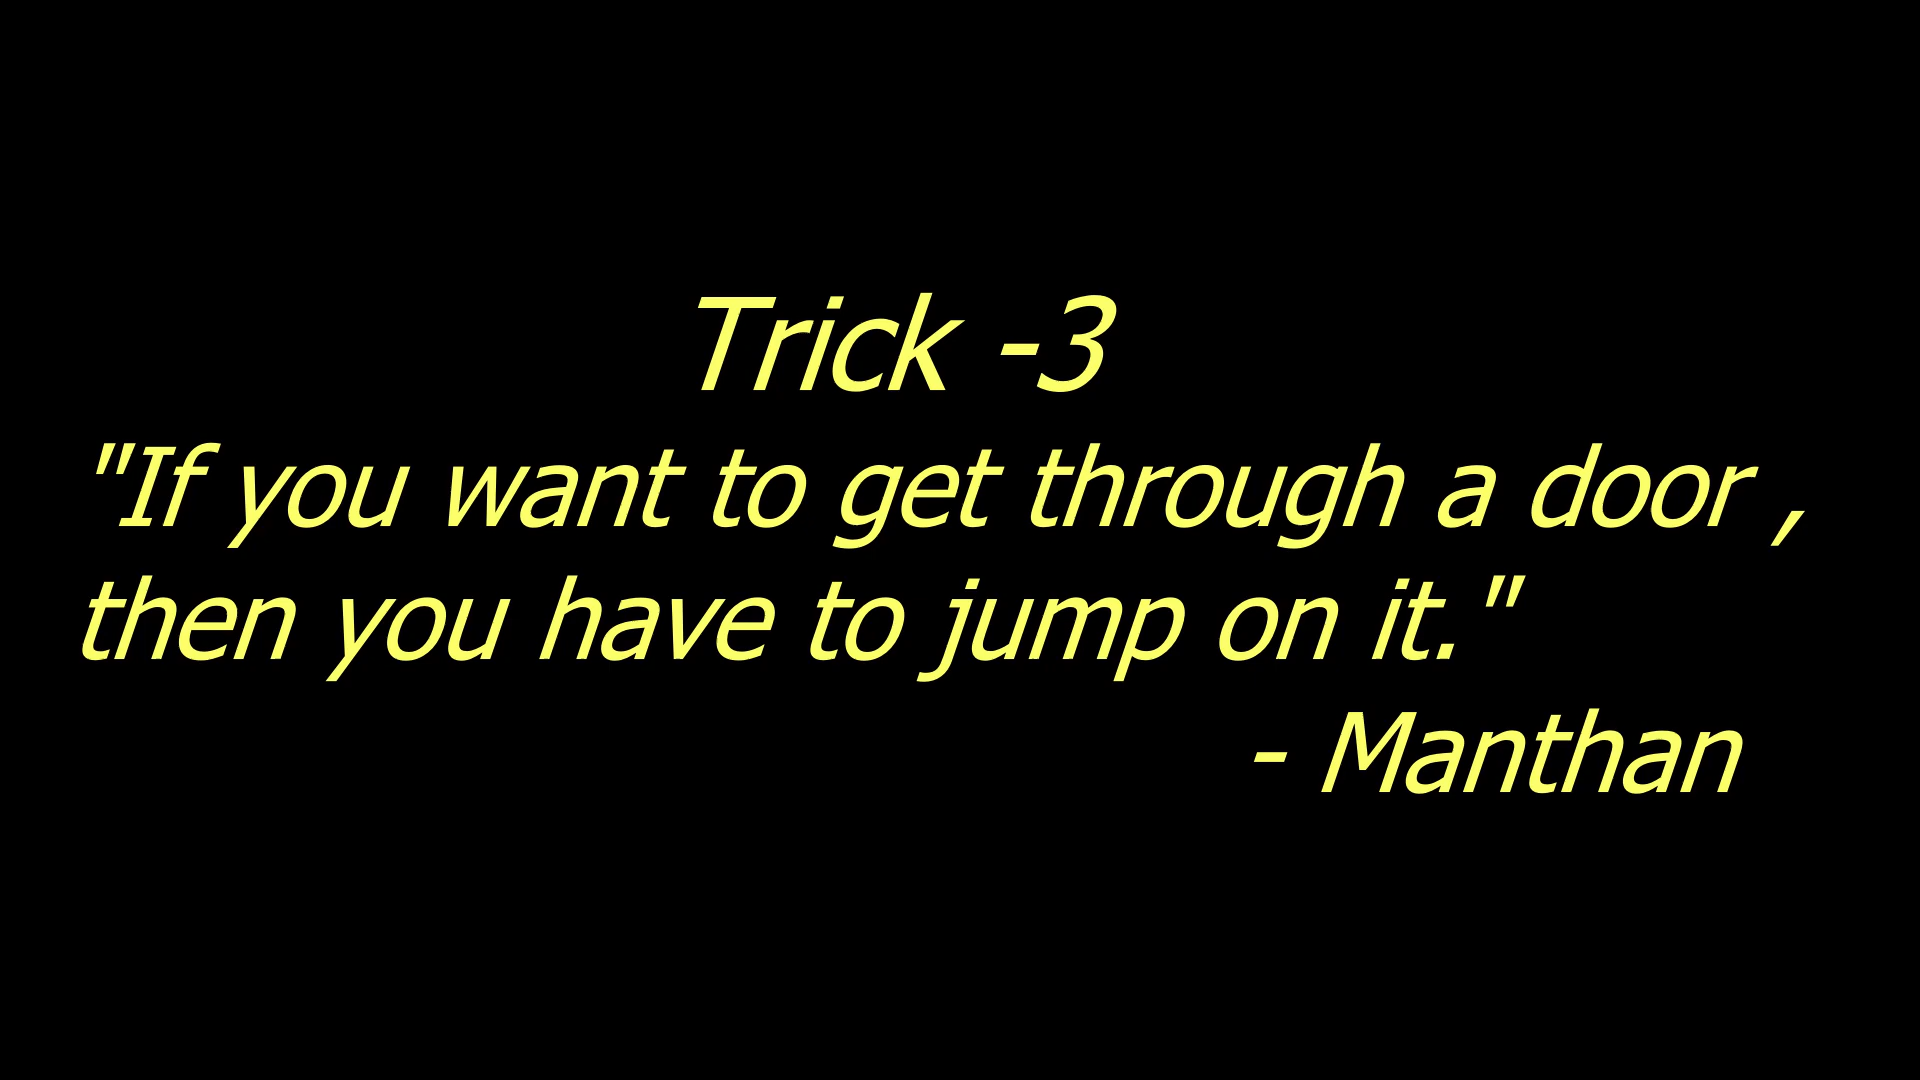 Trick -3
"If you want to get through a door ,
then you have to jump on it."
- Manthan